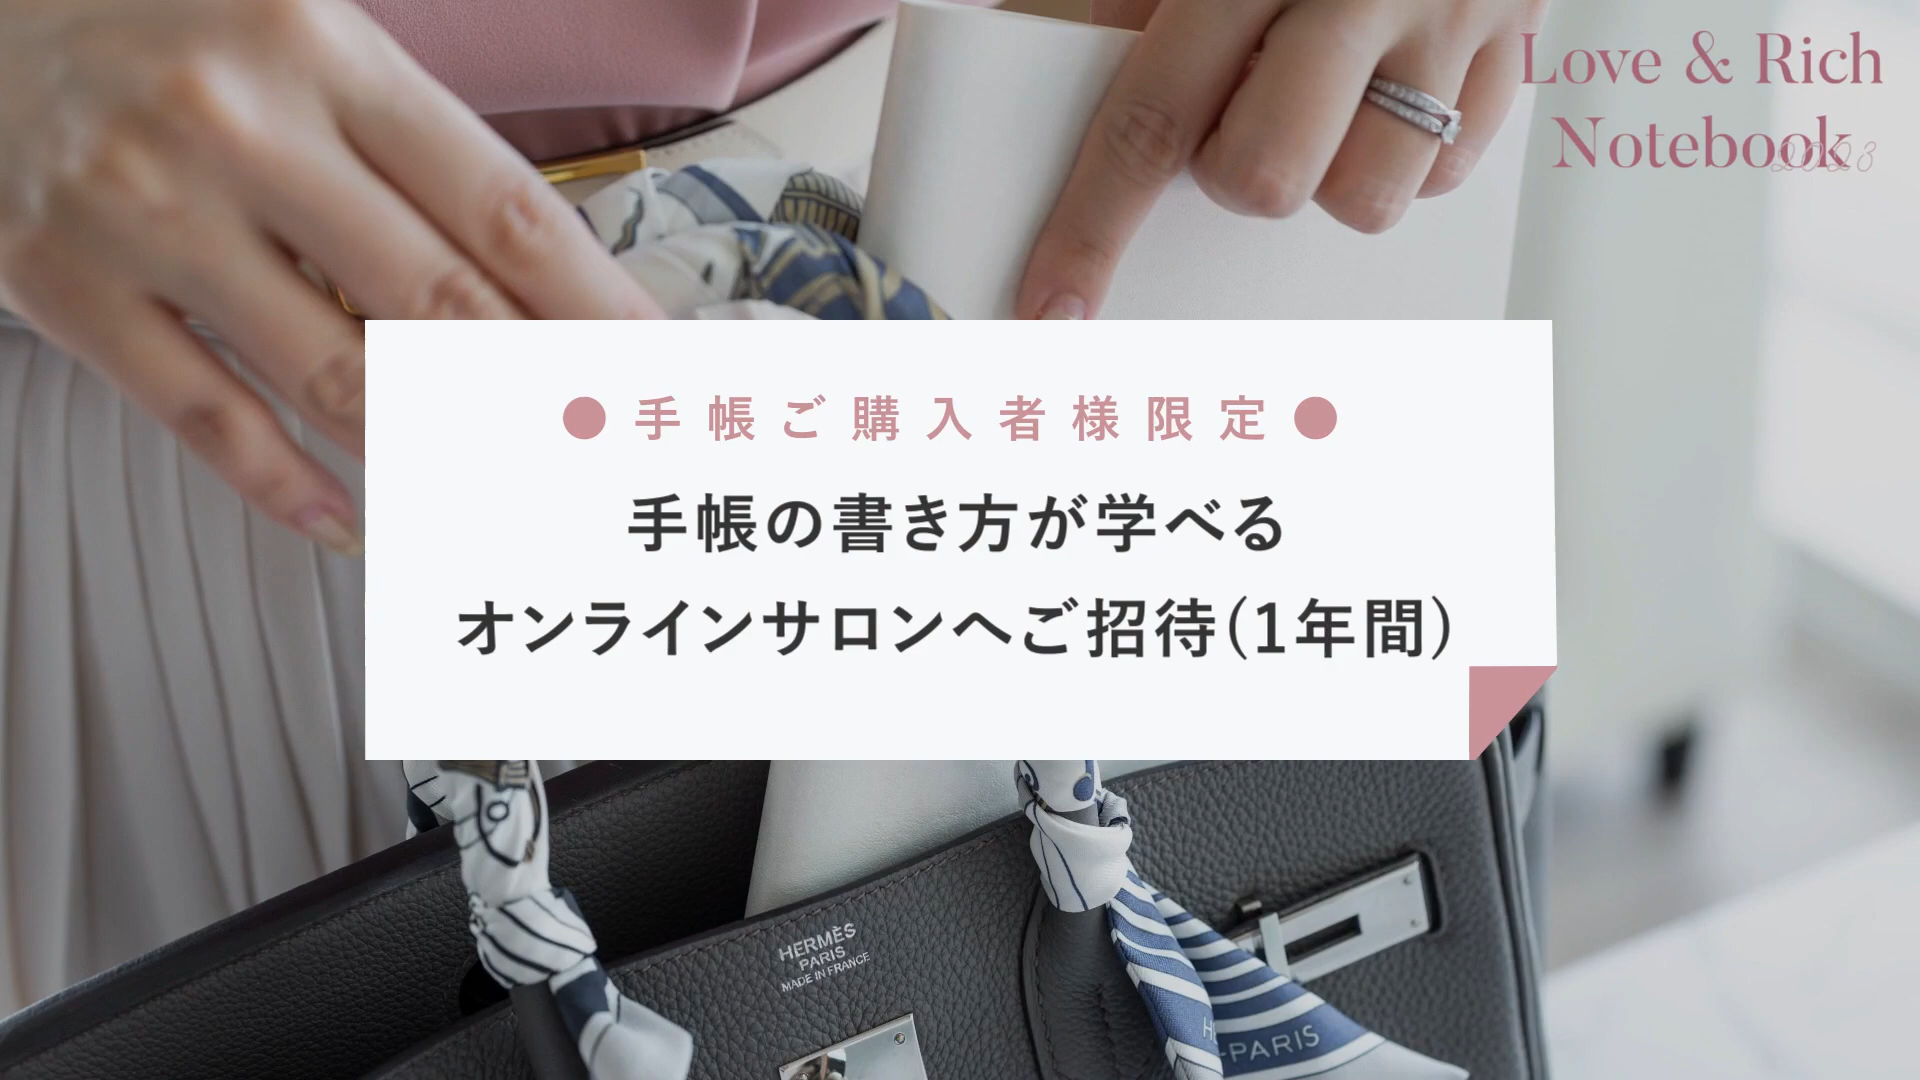 Love & Rich
Notebook
2023
●手帳ご購入者様限定●
手帳の書き方が学べる
オンラインサロンへご招待(1年間)
HERMĒS
PARIS
MADE IN FRANCE
-PARIS